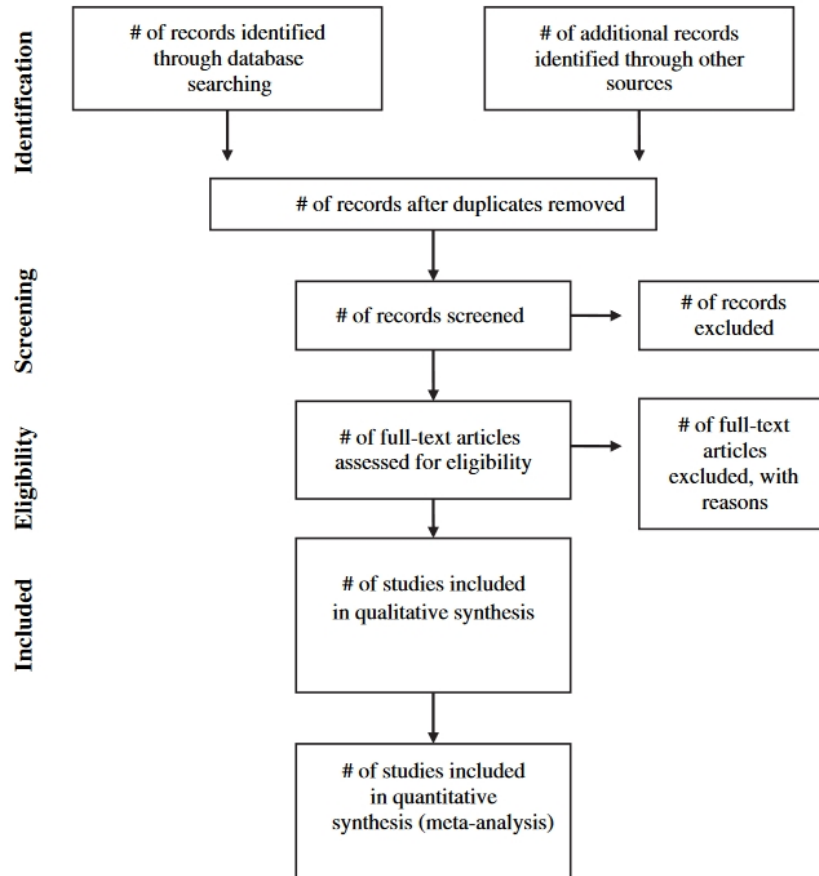 Identification
# of records identified
through database
searching
# of additional records
identified through other
sources
# of records after duplicates removed
Screening
# of records screened
# of records
excluded
Eligibility
# of full-text articles
assessed for eligibility
# of full-text
articles
excluded, with
reasons
Included
# of studies included
in qualitative synthesis
# of studies included
in quantitative
synthesis (meta-analysis)